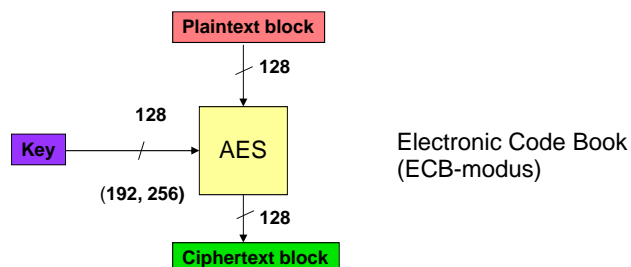 Plaintext block
128
128
Key
AES
(192, 256)
128
Ciphertext block
Electronic Code Book
(ECB-modus)